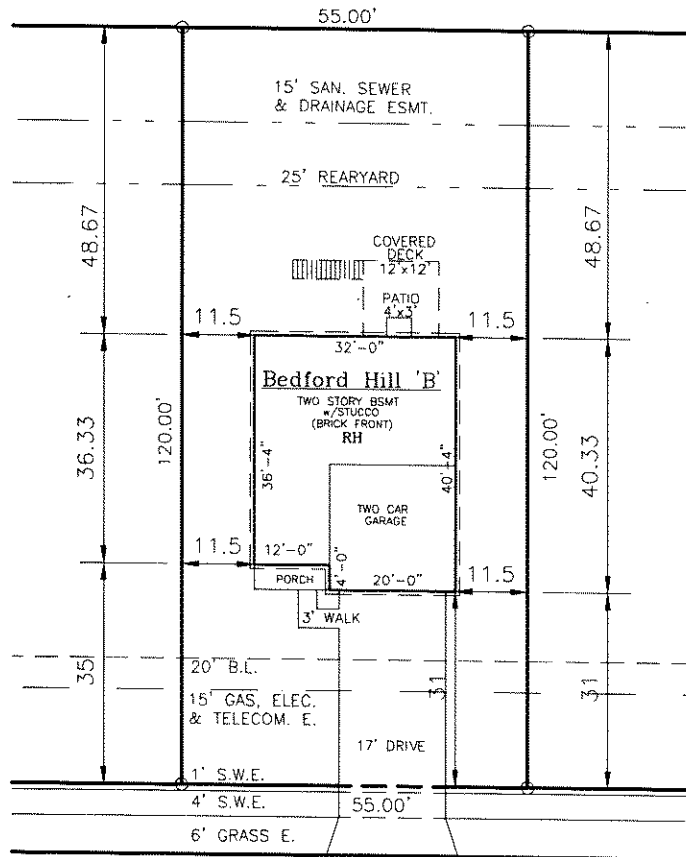 55.00'
15' SAN. SEWER
& DRAINAGE ESMT.
25' REARYARD
48.67
48.67
COVERED
DECK
12'x12'
PATIO
4'x3'
11.5
11.5
32'-0"
Bedford Hill 'B'
TWO STORY BSMT
w/STUCCO
(BRICK FRONT)
RH
36.33
120.00'
36'-4"
40'-4"
120.00'
40.33
TWO CAR
GARAGE
11.5
12'-0"
4'-0"
20'-0"
11.5
PORCH
3' WALK
35
20' B.L.
15' GAS, ELEC.
& TELECOM. E.
31
31
17' DRIVE
1' S.W.E.
4' S.W.E.
55.00'
6' GRASS E.